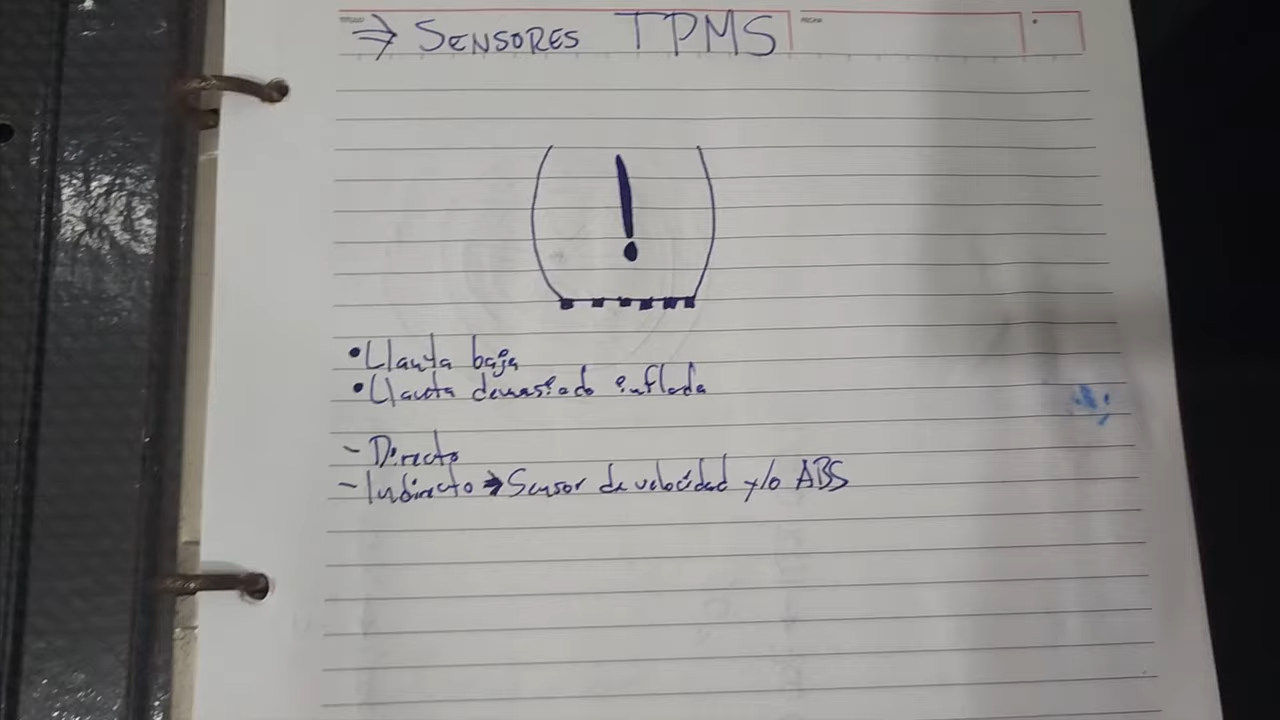 ⇒ SENSORES TPMS
!
• Llanta baja
• Llanta demasiado inflada
- Directo
- Indirecto → Sensor de velocidad y/o ABS